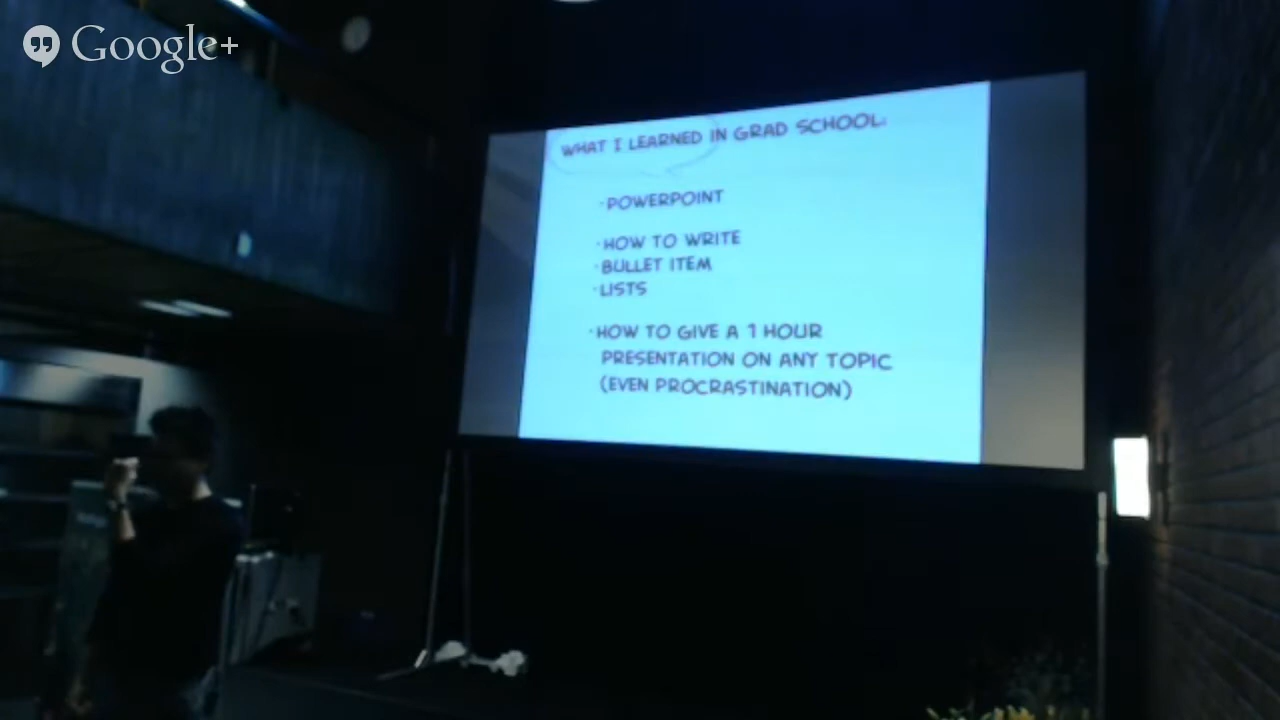 Google+
WHAT I LEARNED IN GRAD SCHOOL:
·POWERPOINT
·HOW TO WRITE
·BULLET ITEM
·LISTS
·HOW TO GIVE A 1 HOUR
PRESENTATION ON ANY TOPIC
(EVEN PROCRASTINATION)